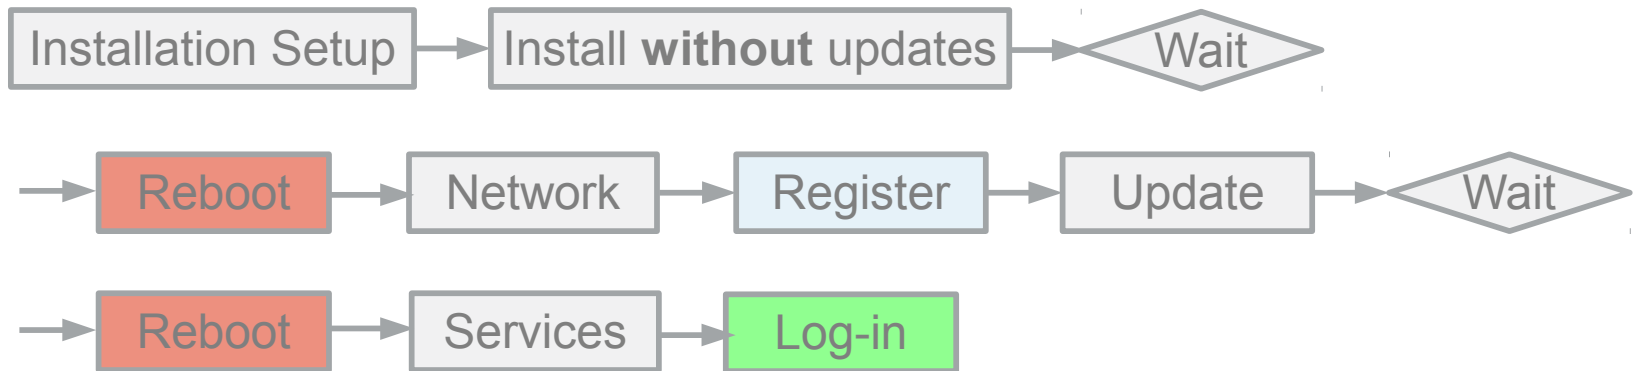 Installation Setup Install without updates Wait
Reboot Network Register Update Wait
Reboot Services Log-in